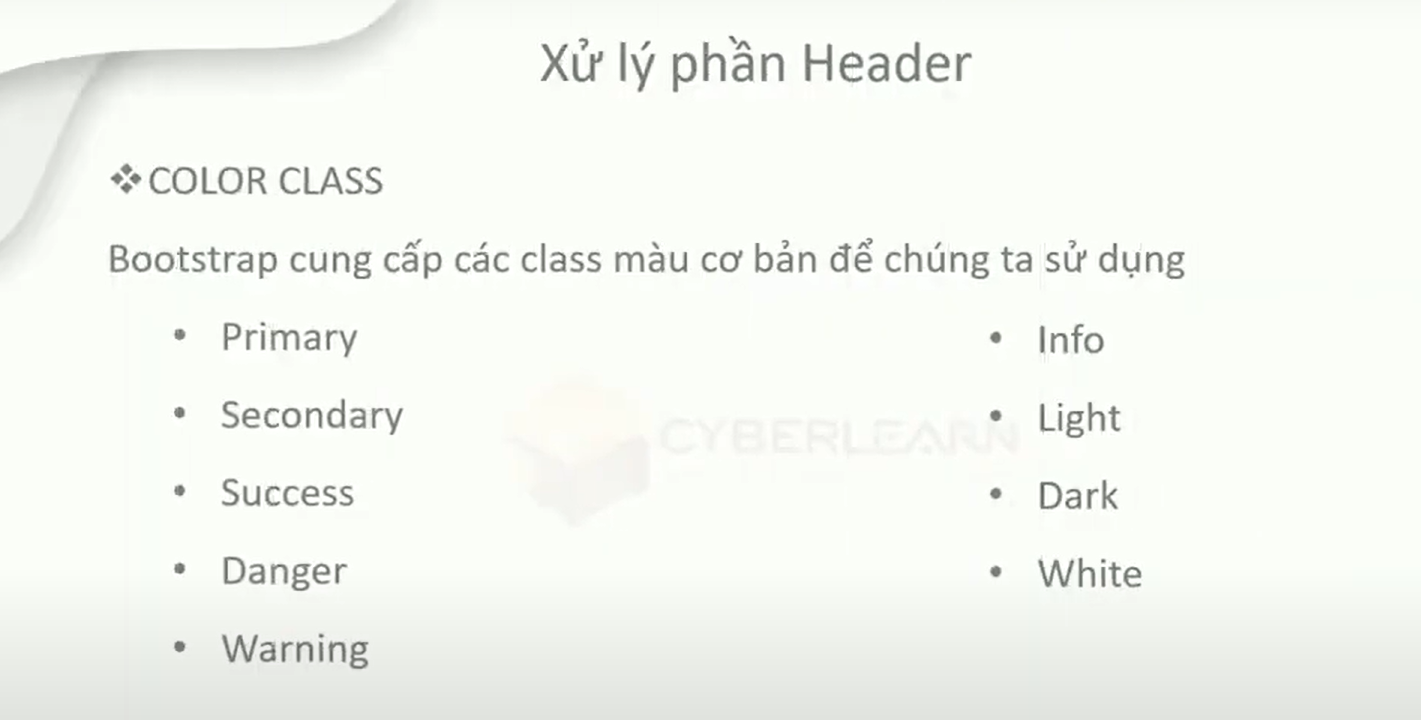 Xử lý phần Header
❖COLOR CLASS
Bootstrap cung cấp các class màu cơ bản để chúng ta sử dụng
• Primary
• Secondary
• Success
• Danger
• Warning
• Info
• Light
• Dark
• White
CYBERLEARN